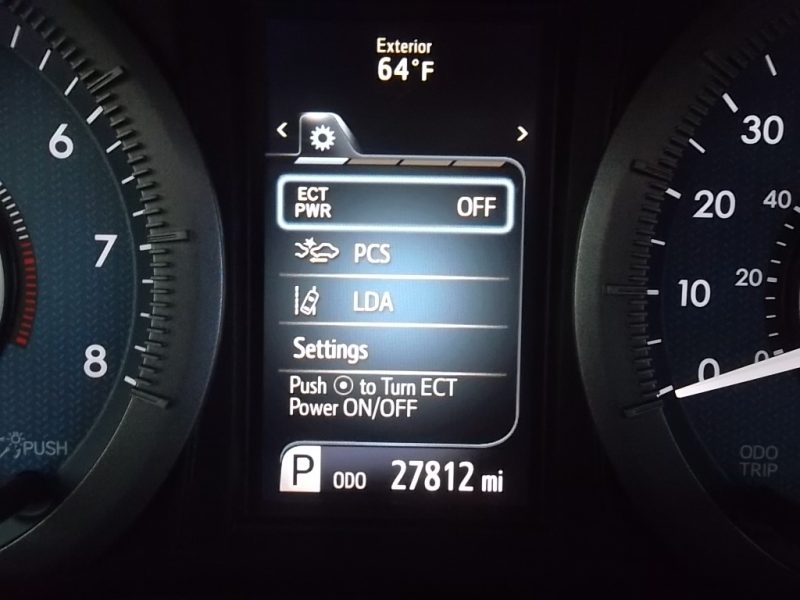 Exterior
64°F
< >
ECT
PWR OFF
PCS
LDA
Settings
Push ⦿ to Turn ECT
Power ON/OFF
P ODO 27812 mi
6
7
8
PUSH
30
20
10
0
40
20
0
ODO
TRIP